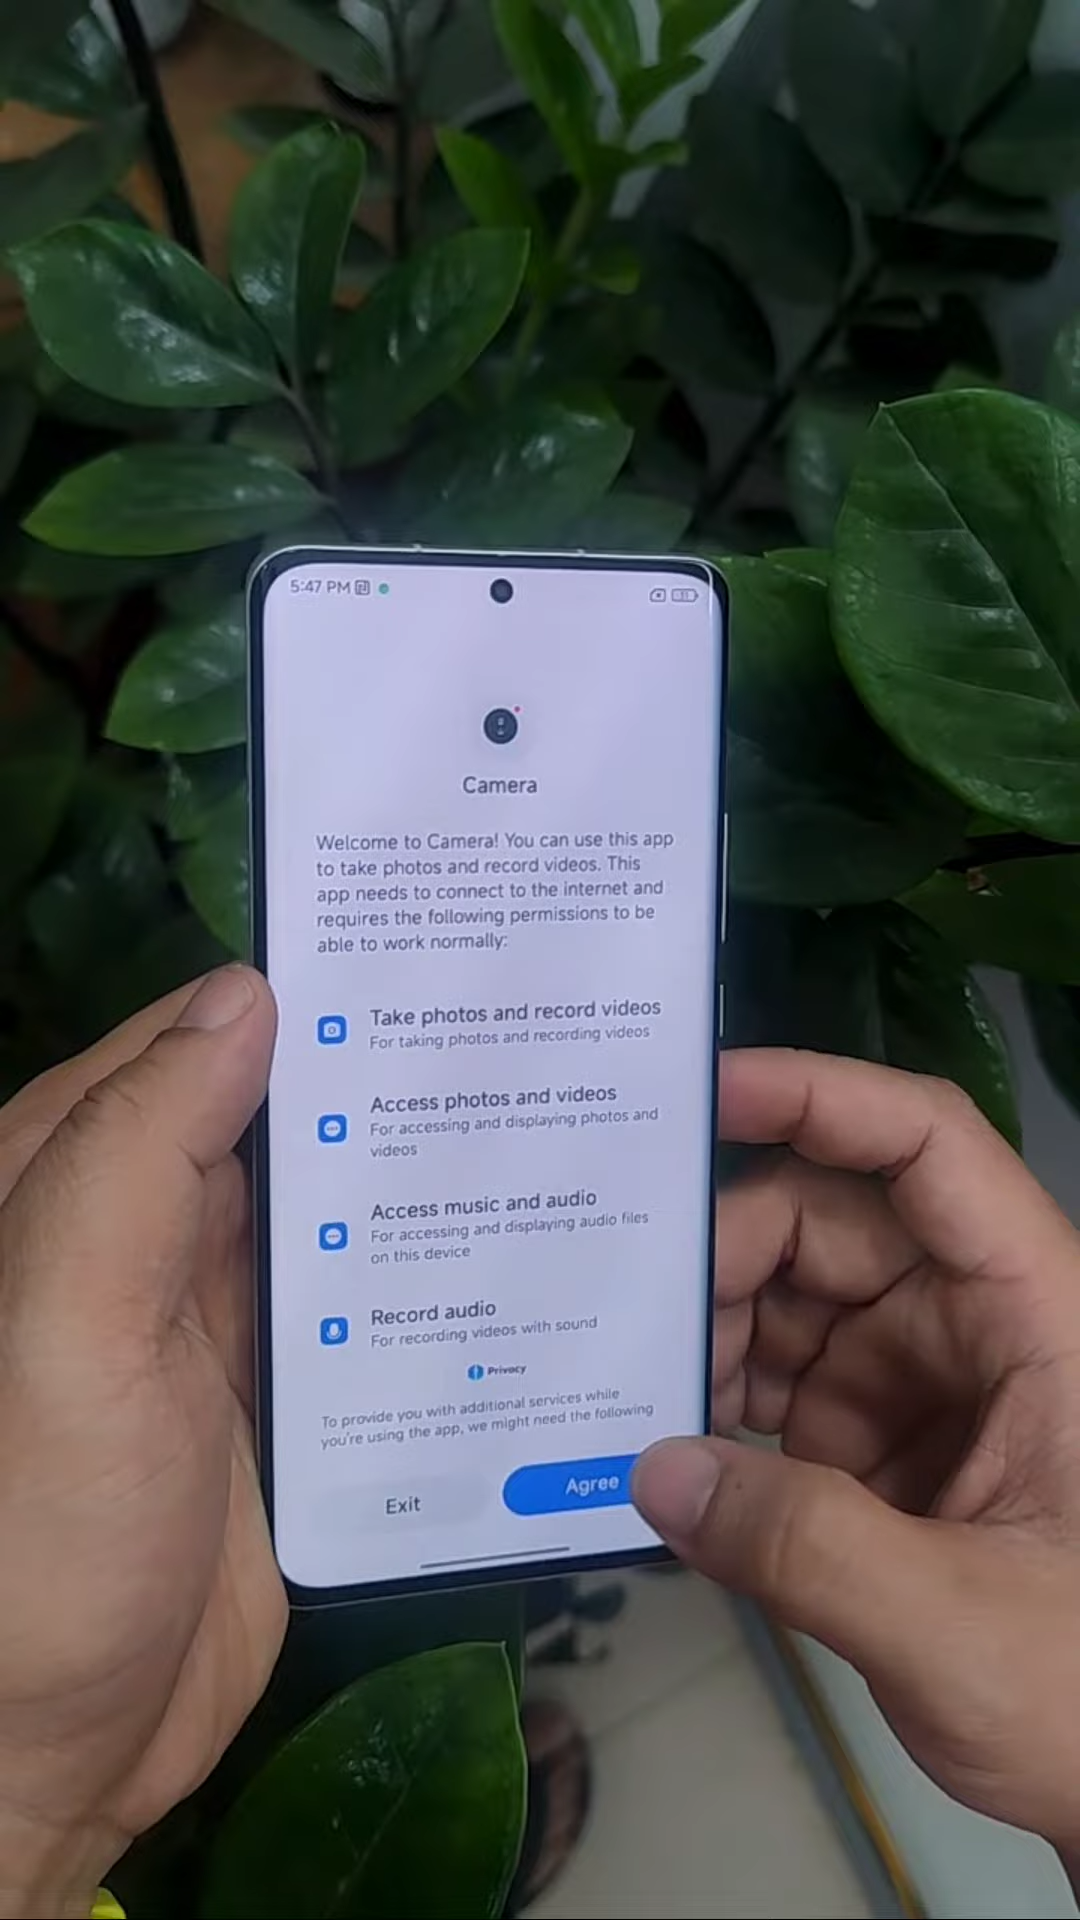 5:47 PM
Camera
Welcome to Camera! You can use this app
to take photos and record videos. This
app needs to connect to the internet and
requires the following permissions to be
able to work normally:
Take photos and record videos
For taking photos and recording videos
Access photos and videos
For accessing and displaying photos and
videos
Access music and audio
For accessing and displaying audio files
on this device
Record audio
For recording videos with sound
Privacy
To provide you with additional services while
you're using the app, we might need the following
Exit
Agree